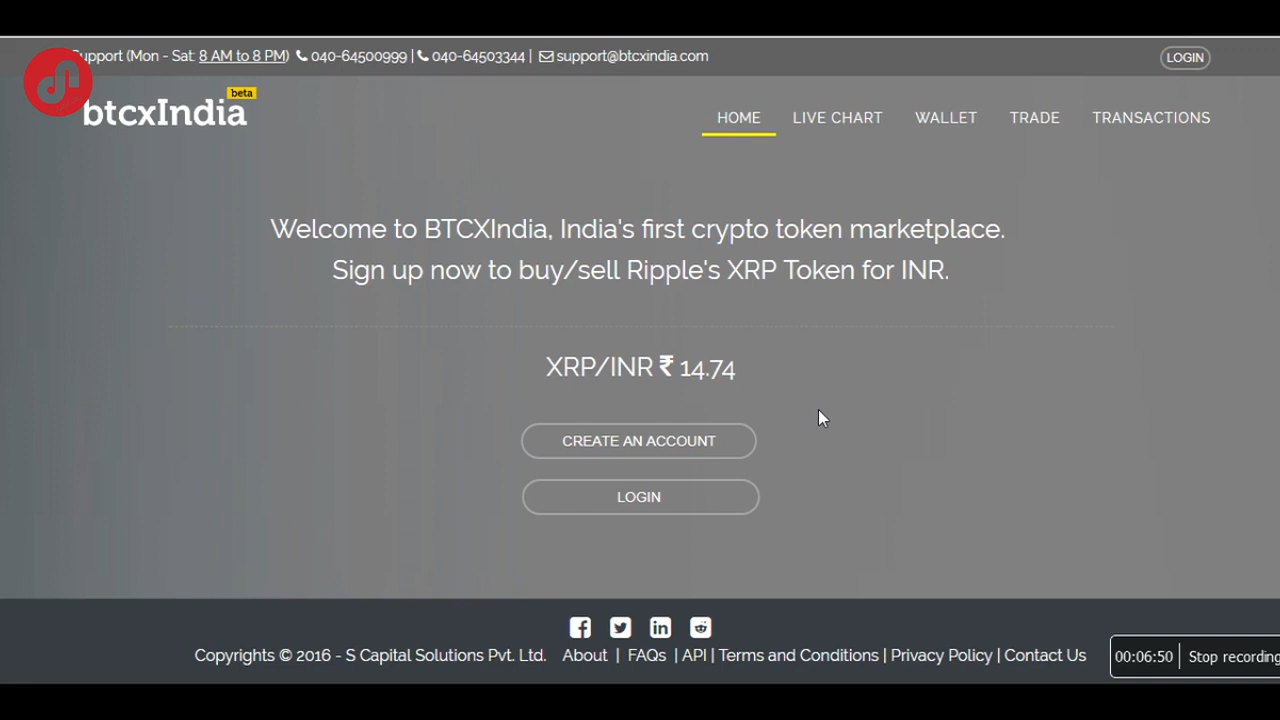 upport (Mon - Sat: 8 AM to 8 PM) 040-64500999 | 040-64503344 | support@btcxindia.com
LOGIN
beta
btcxIndia
HOME LIVE CHART WALLET TRADE TRANSACTIONS
Welcome to BTCXIndia, India's first crypto token marketplace.
Sign up now to buy/sell Ripple's XRP Token for INR.
XRP/INR ₹ 14.74
CREATE AN ACCOUNT
LOGIN
Copyrights © 2016 - S Capital Solutions Pvt. Ltd. About | FAQs | API | Terms and Conditions | Privacy Policy | Contact Us
00:06:50 | Stop recording